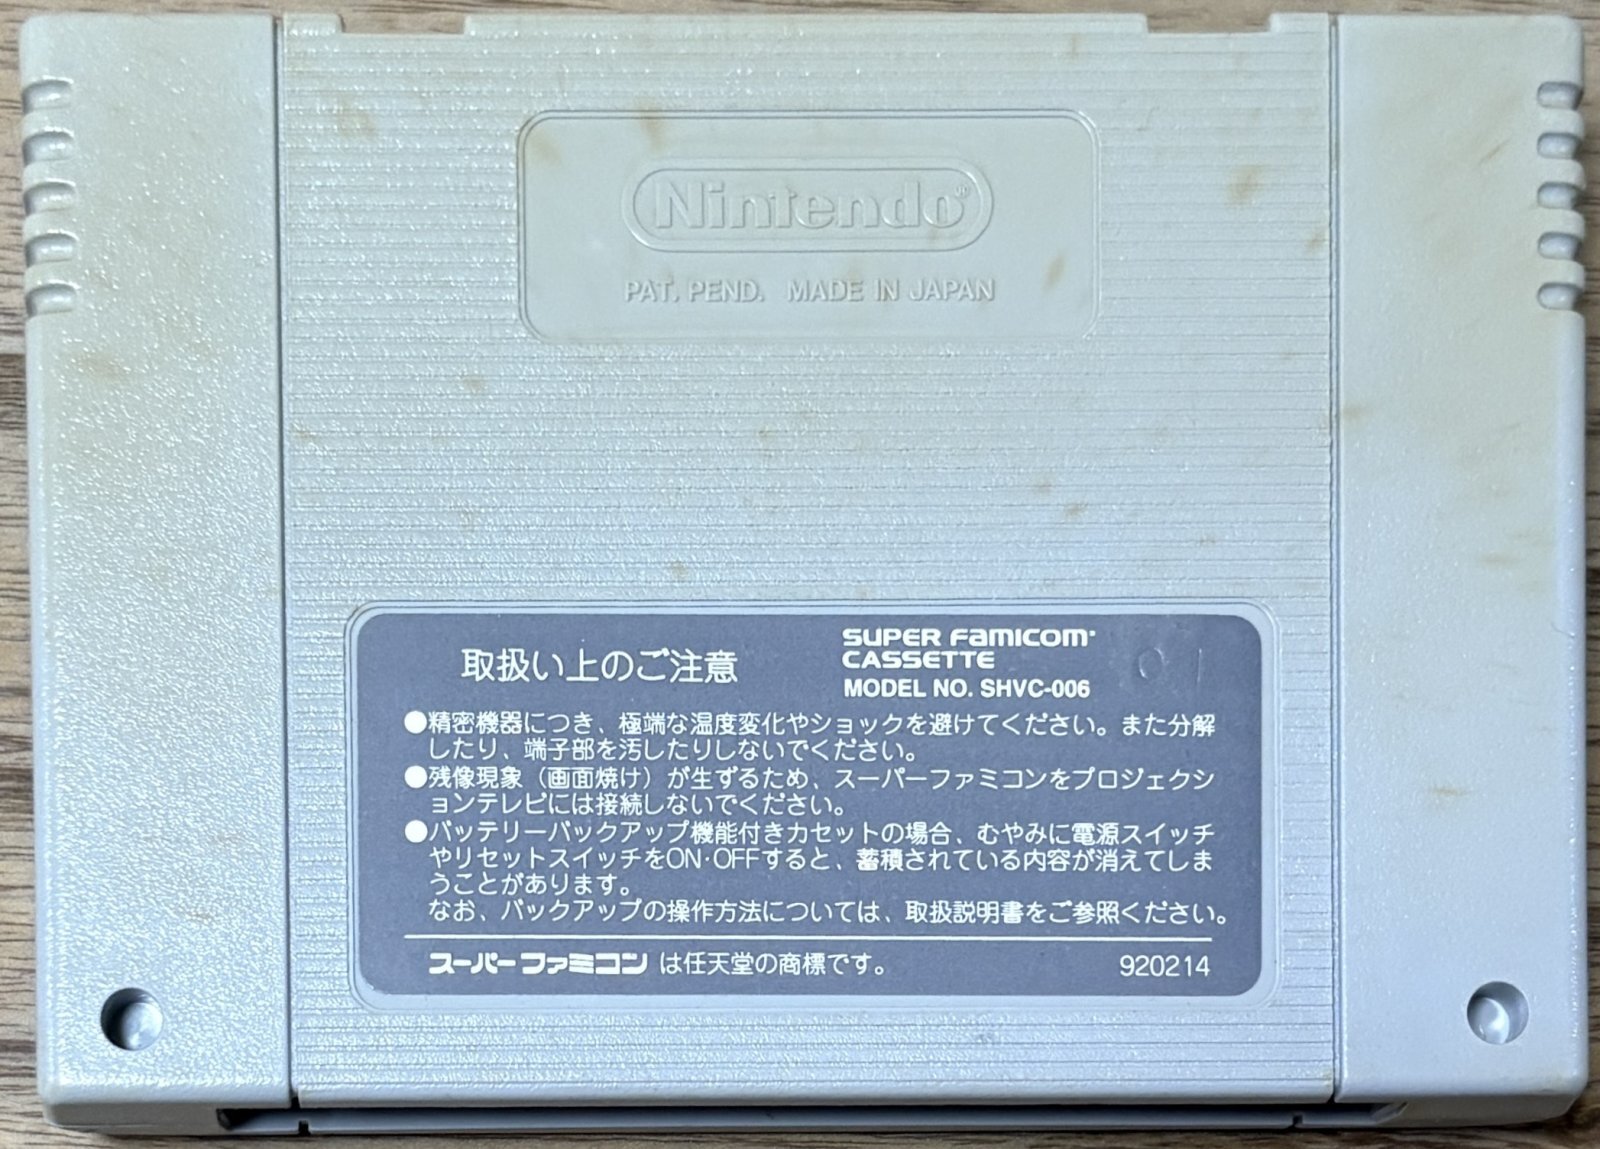 Nintendo®
PAT. PEND. MADE IN JAPAN
取扱い上のご注意
SUPER FAMICOM
CASSETTE
MODEL NO. SHVC-006
01
●精密機器につき、極端な温度変化やショックを避けてください。また分解
したり、端子部を汚したりしないでください。
●残像現象（画面焼け）が生ずるため、スーパーファミコンをプロジェクシ
ョンテレビには接続しないでください。
●バッテリーバックアップ機能付きカセットの場合、むやみに電源スイッチ
やリセットスイッチをON·OFFすると、蓄積されている内容が消えてしま
うことがあります。
なお、バックアップの操作方法については、取扱説明書をご参照ください。
スーパーファミコン は任天堂の商標です。
920214